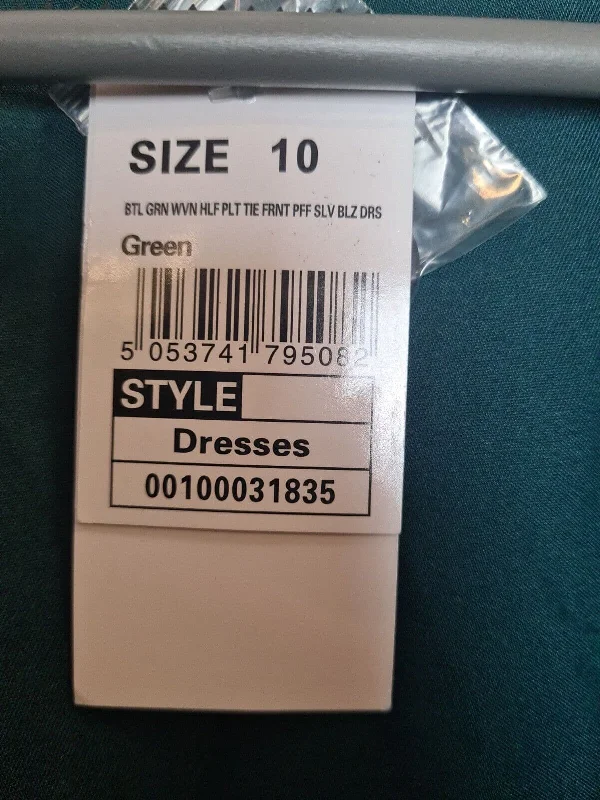 SIZE 10
BTL GRN WVN HLF PLT TIE FRNT PFF SLV BLZ DRS
Green
5 053741 795082
STYLE
Dresses
00100031835